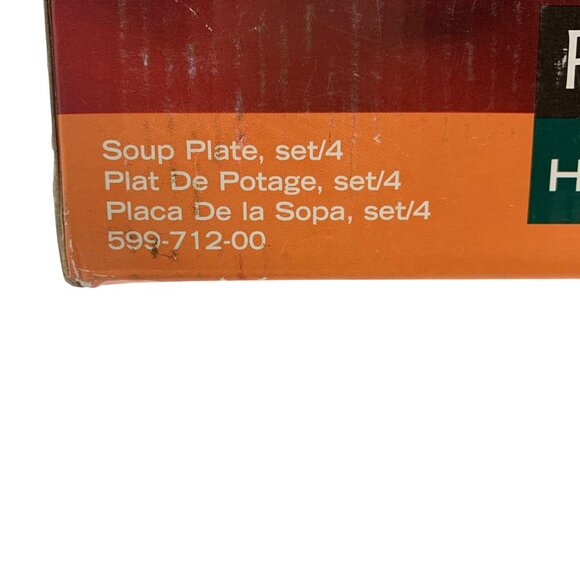 Soup Plate, set/4
Plat De Potage, set/4
Placa De la Sopa, set/4
599-712-00